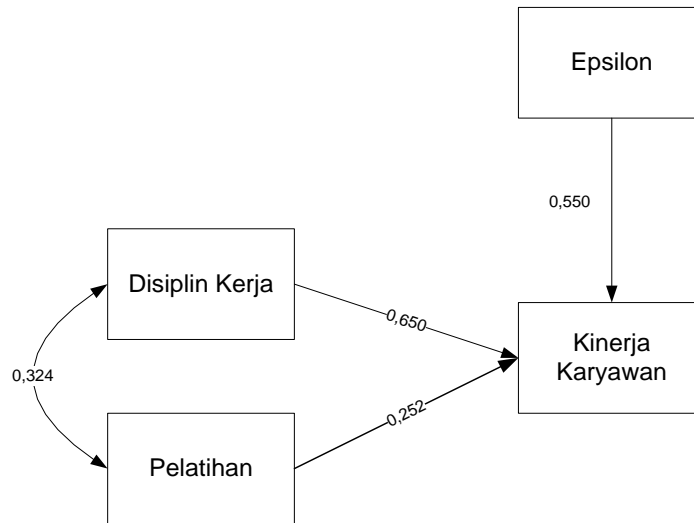 Epsilon
0,550
Disiplin Kerja
0,650
Kinerja
Karyawan
0,324
0,252
Pelatihan